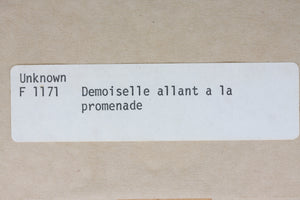 Unknown
F 1171 Demoiselle allant a la
promenade